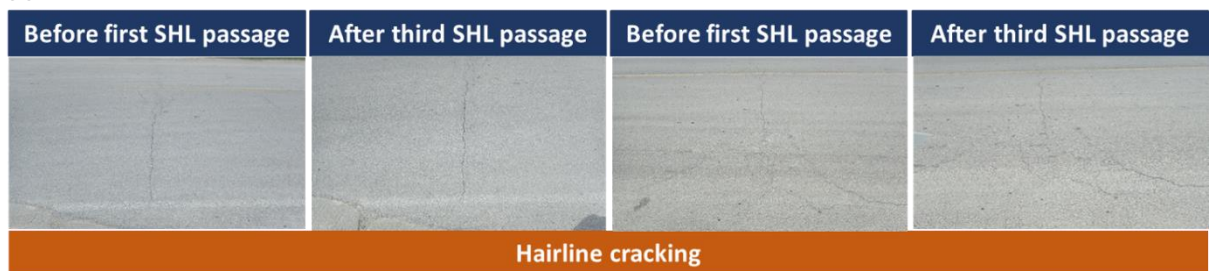 Before first SHL passage
After third SHL passage
Before first SHL passage
After third SHL passage
Hairline cracking